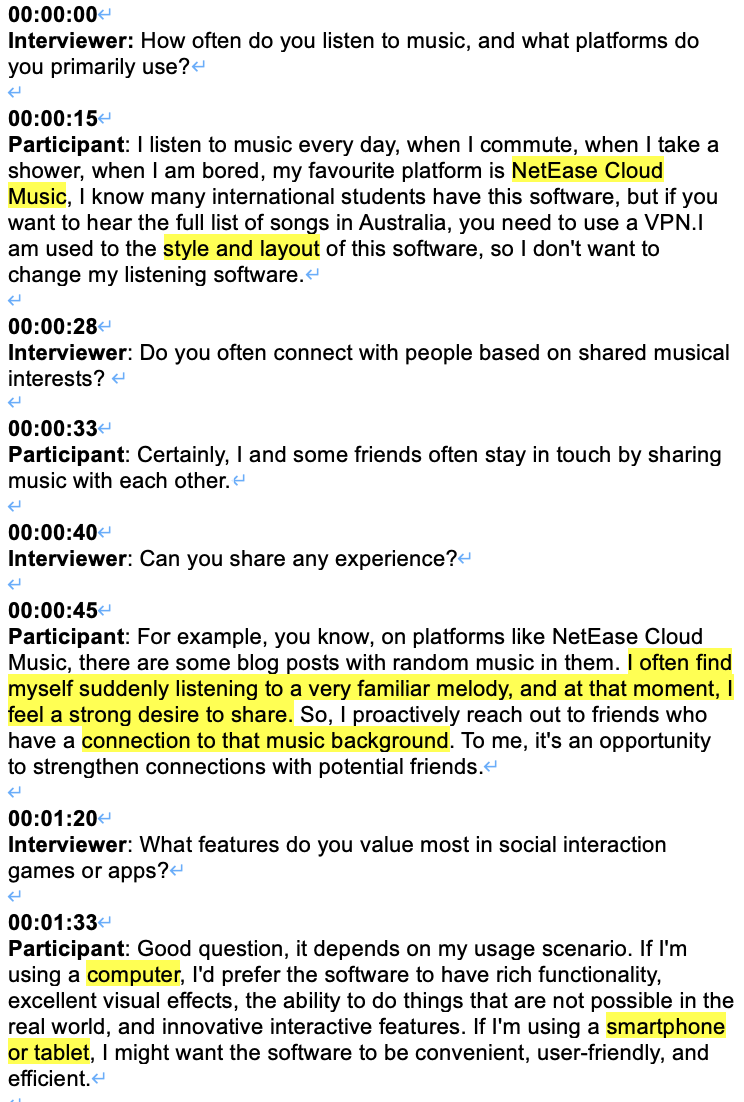 00:00:00
Interviewer: How often do you listen to music, and what platforms do
you primarily use?
00:00:15
Participant: I listen to music every day, when I commute, when I take a
shower, when I am bored, my favourite platform is NetEase Cloud
Music, I know many international students have this software, but if you
want to hear the full list of songs in Australia, you need to use a VPN.I
am used to the style and layout of this software, so I don't want to
change my listening software.
00:00:28
Interviewer: Do you often connect with people based on shared musical
interests?
00:00:33
Participant: Certainly, I and some friends often stay in touch by sharing
music with each other.
00:00:40
Interviewer: Can you share any experience?
00:00:45
Participant: For example, you know, on platforms like NetEase Cloud
Music, there are some blog posts with random music in them. I often find
myself suddenly listening to a very familiar melody, and at that moment, I
feel a strong desire to share. So, I proactively reach out to friends who
have a connection to that music background. To me, it's an opportunity
to strengthen connections with potential friends.
00:01:20
Interviewer: What features do you value most in social interaction
games or apps?
00:01:33
Participant: Good question, it depends on my usage scenario. If I'm
using a computer, I'd prefer the software to have rich functionality,
excellent visual effects, the ability to do things that are not possible in the
real world, and innovative interactive features. If I'm using a smartphone
or tablet, I might want the software to be convenient, user-friendly, and
efficient.